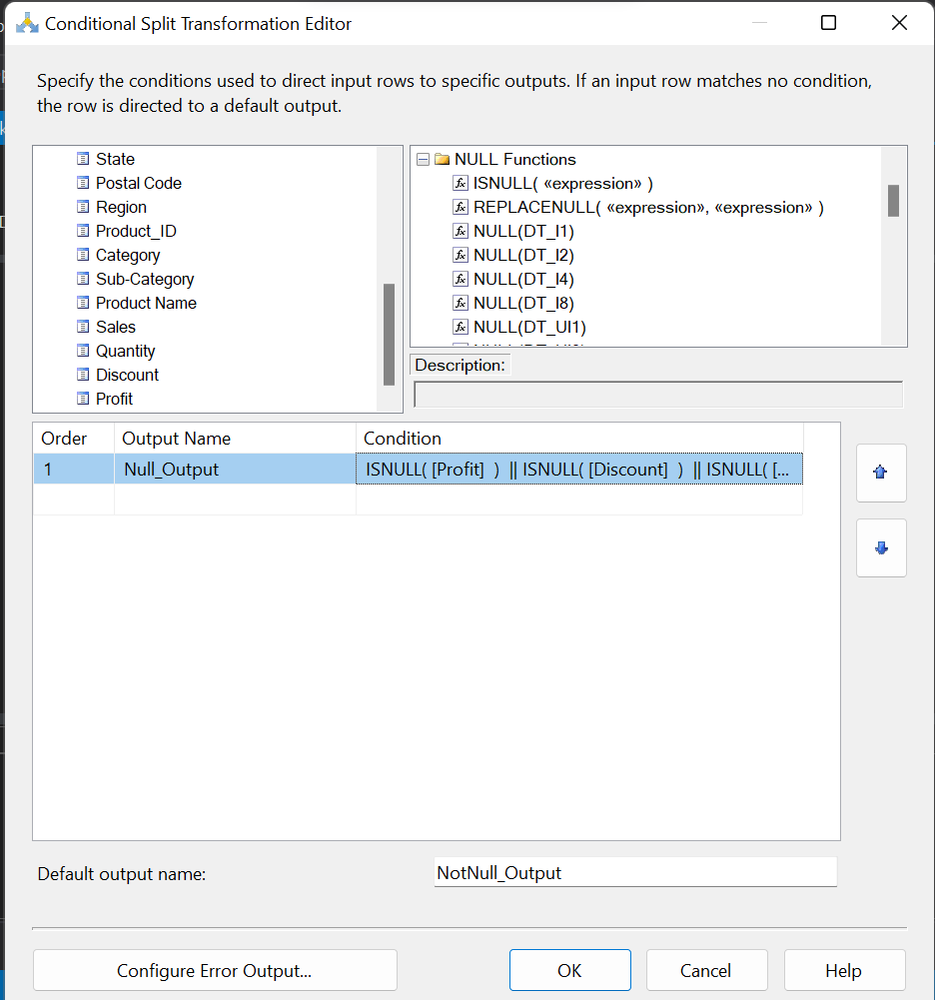 Conditional Split Transformation Editor
Specify the conditions used to direct input rows to specific outputs. If an input row matches no condition,
the row is directed to a default output.
State
Postal Code
Region
Product_ID
Category
Sub-Category
Product Name
Sales
Quantity
Discount
Profit
NULL Functions
ISNULL( «expression» )
REPLACENULL( «expression», «expression» )
NULL(DT_I1)
NULL(DT_I2)
NULL(DT_I4)
NULL(DT_I8)
NULL(DT_UI1)
Description:
Order Output Name Condition
1 Null_Output ISNULL( [Profit] ) || ISNULL( [Discount] ) || ISNULL( [...
Default output name: NotNull_Output
Configure Error Output... OK Cancel Help